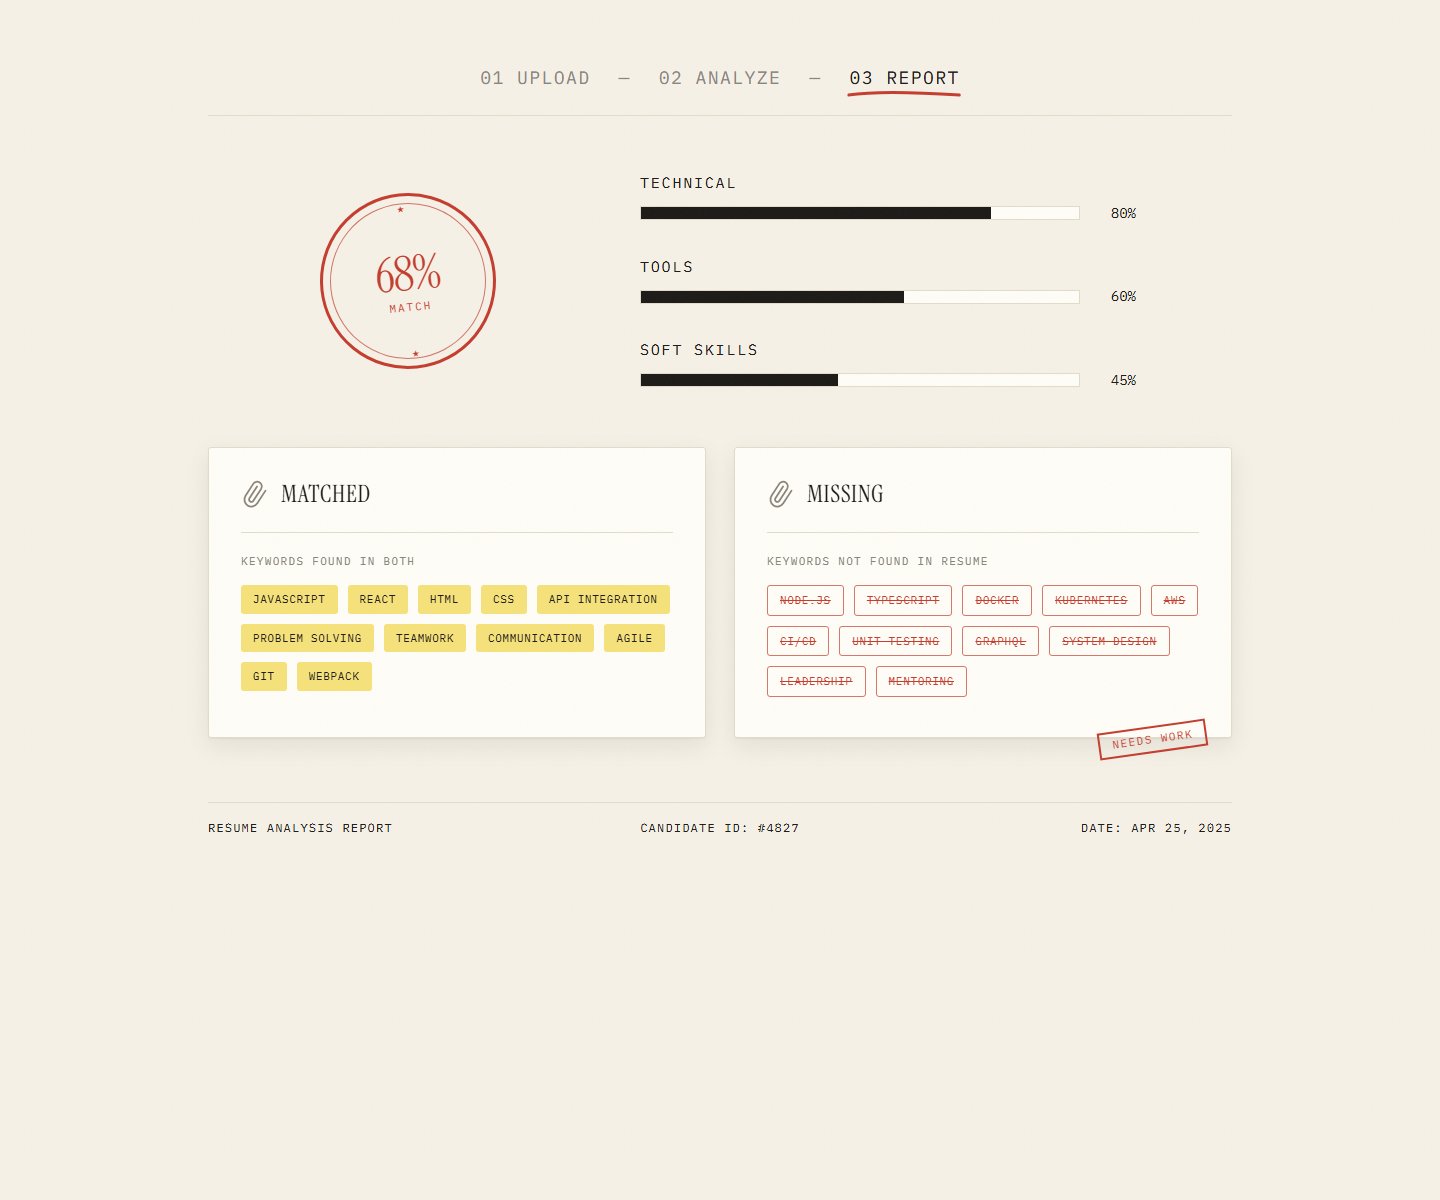 01 UPLOAD — 02 ANALYZE — 03 REPORT
★
68%
MATCH
★
TECHNICAL
80%
TOOLS
60%
SOFT SKILLS
45%
MATCHED
KEYWORDS FOUND IN BOTH
JAVASCRIPT REACT HTML CSS API INTEGRATION
PROBLEM SOLVING TEAMWORK COMMUNICATION AGILE
GIT WEBPACK
MISSING
KEYWORDS NOT FOUND IN RESUME
NODE.JS TYPESCRIPT DOCKER KUBERNETES AWS
CI/CD UNIT TESTING GRAPHQL SYSTEM DESIGN
LEADERSHIP MENTORING
NEEDS WORK
RESUME ANALYSIS REPORT CANDIDATE ID: #4827 DATE: APR 25, 2025